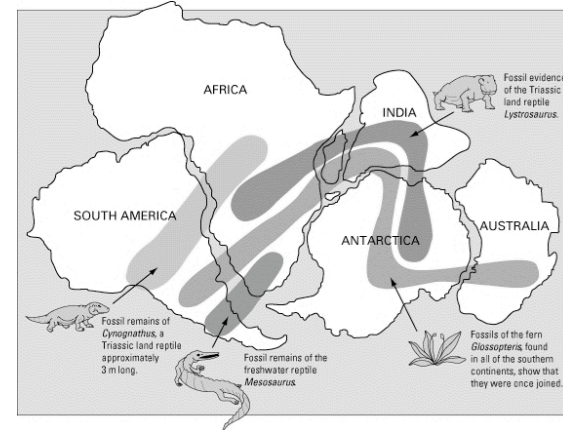 AFRICA
INDIA
SOUTH AMERICA
ANTARCTICA
AUSTRALIA
Fossil evidence
of the Triassic
land reptile
Lystrosaurus.
Fossil remains of
Cynognathus, a
Triassic land reptile
approximately
3 m long.
Fossil remains of the
freshwater reptile
Mesosaurus.
Fossils of the fern
Glossopteris, found
in all of the southern
continents, show that
they were once joined.